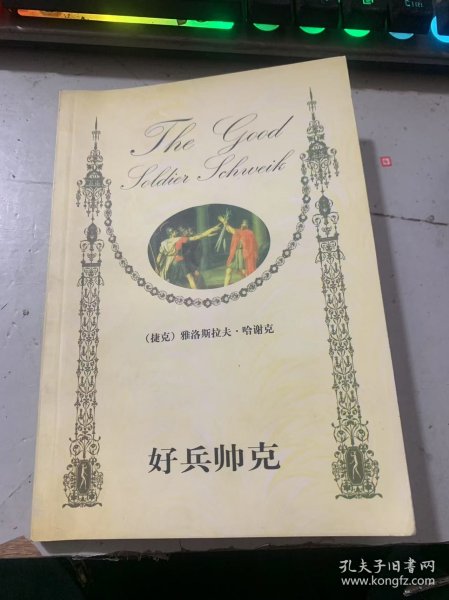 The Good
Soldier Schweik
（捷克）雅洛斯拉夫·哈谢克
好兵帅克
孔夫子旧书网
www.kongfz.com